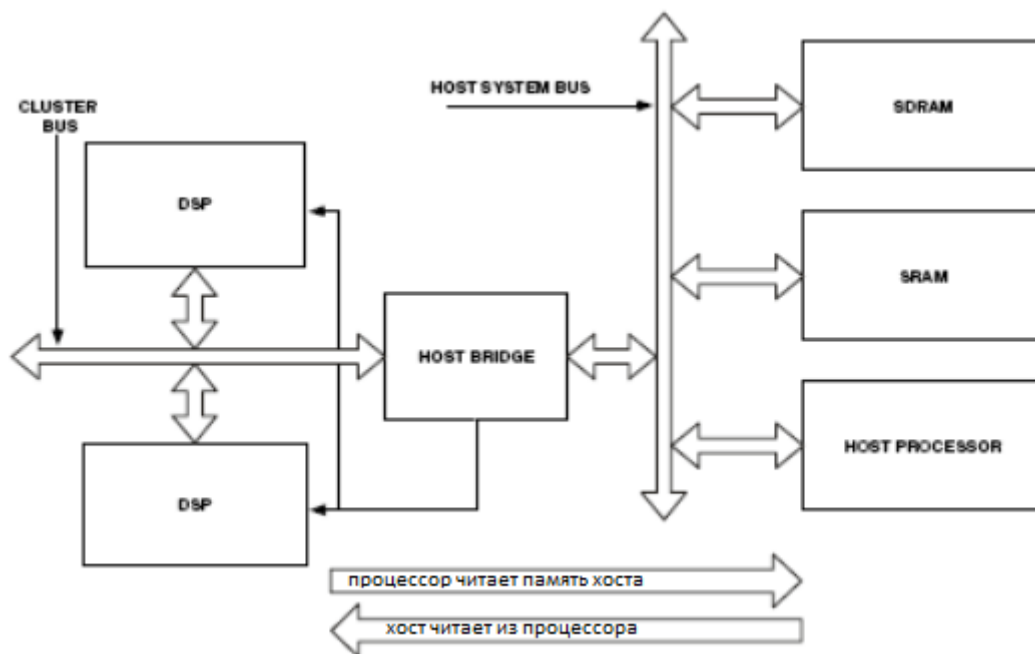 HOST SYSTEM BUS
SDRAM
CLUSTER
BUS
DSP
SRAM
HOST BRIDGE
HOST PROCESSOR
DSP
процессор читает память хоста
хост читает из процессора